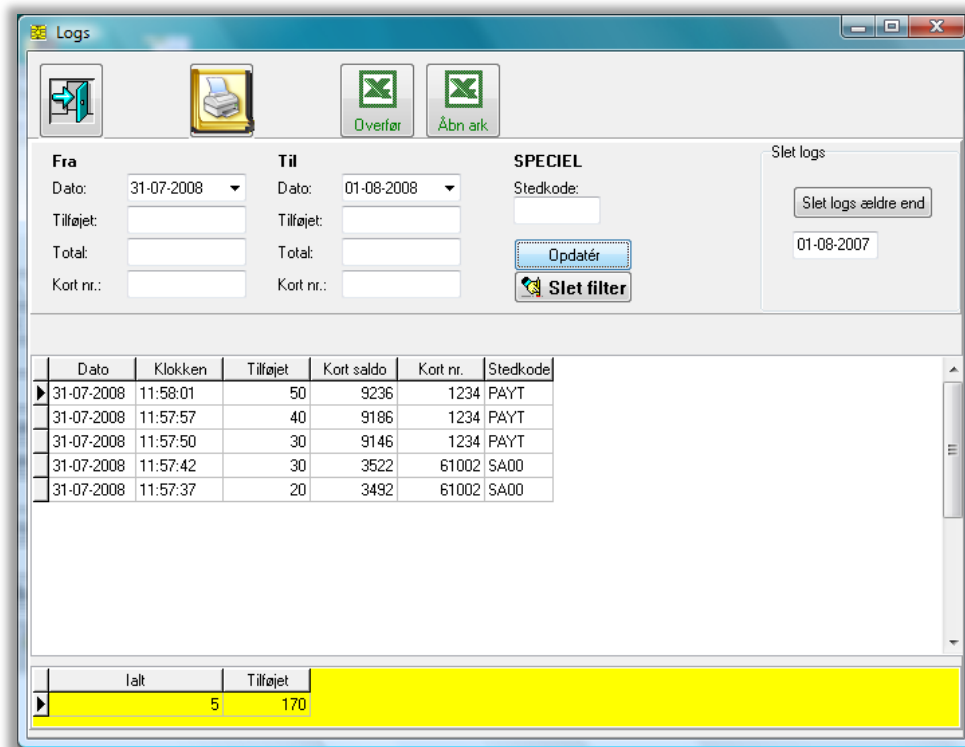 Logs
Overfør Åbn ark
Fra Til SPECIEL Slet logs
Dato: 31-07-2008 Dato: 01-08-2008 Stedkode: Slet logs ældre end
Tilføjet: Tilføjet:
Total: Total: Opdatér 01-08-2007
Kort nr.: Kort nr.: Slet filter
Dato Klokken Tilføjet Kort saldo Kort nr. Stedkode
31-07-2008 11:58:01 50 9236 1234 PAYT
31-07-2008 11:57:57 40 9186 1234 PAYT
31-07-2008 11:57:50 30 9146 1234 PAYT
31-07-2008 11:57:42 30 3522 61002 SA00
31-07-2008 11:57:37 20 3492 61002 SA00
Ialt Tilføjet
5 170